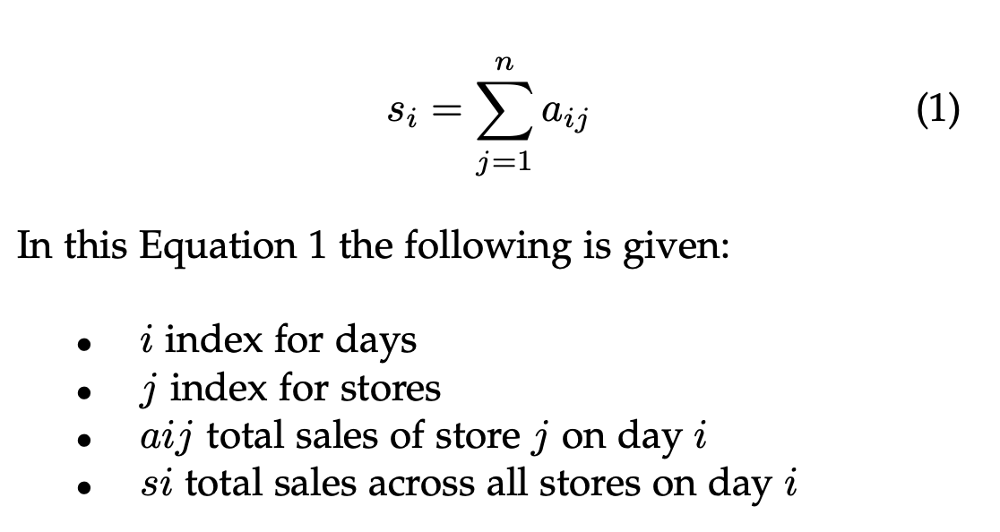 $s_i = \sum_{j=1}^{n} a_{ij}$ (1)
In this Equation 1 the following is given:
• i index for days
• j index for stores
• aij total sales of store j on day i
• si total sales across all stores on day i